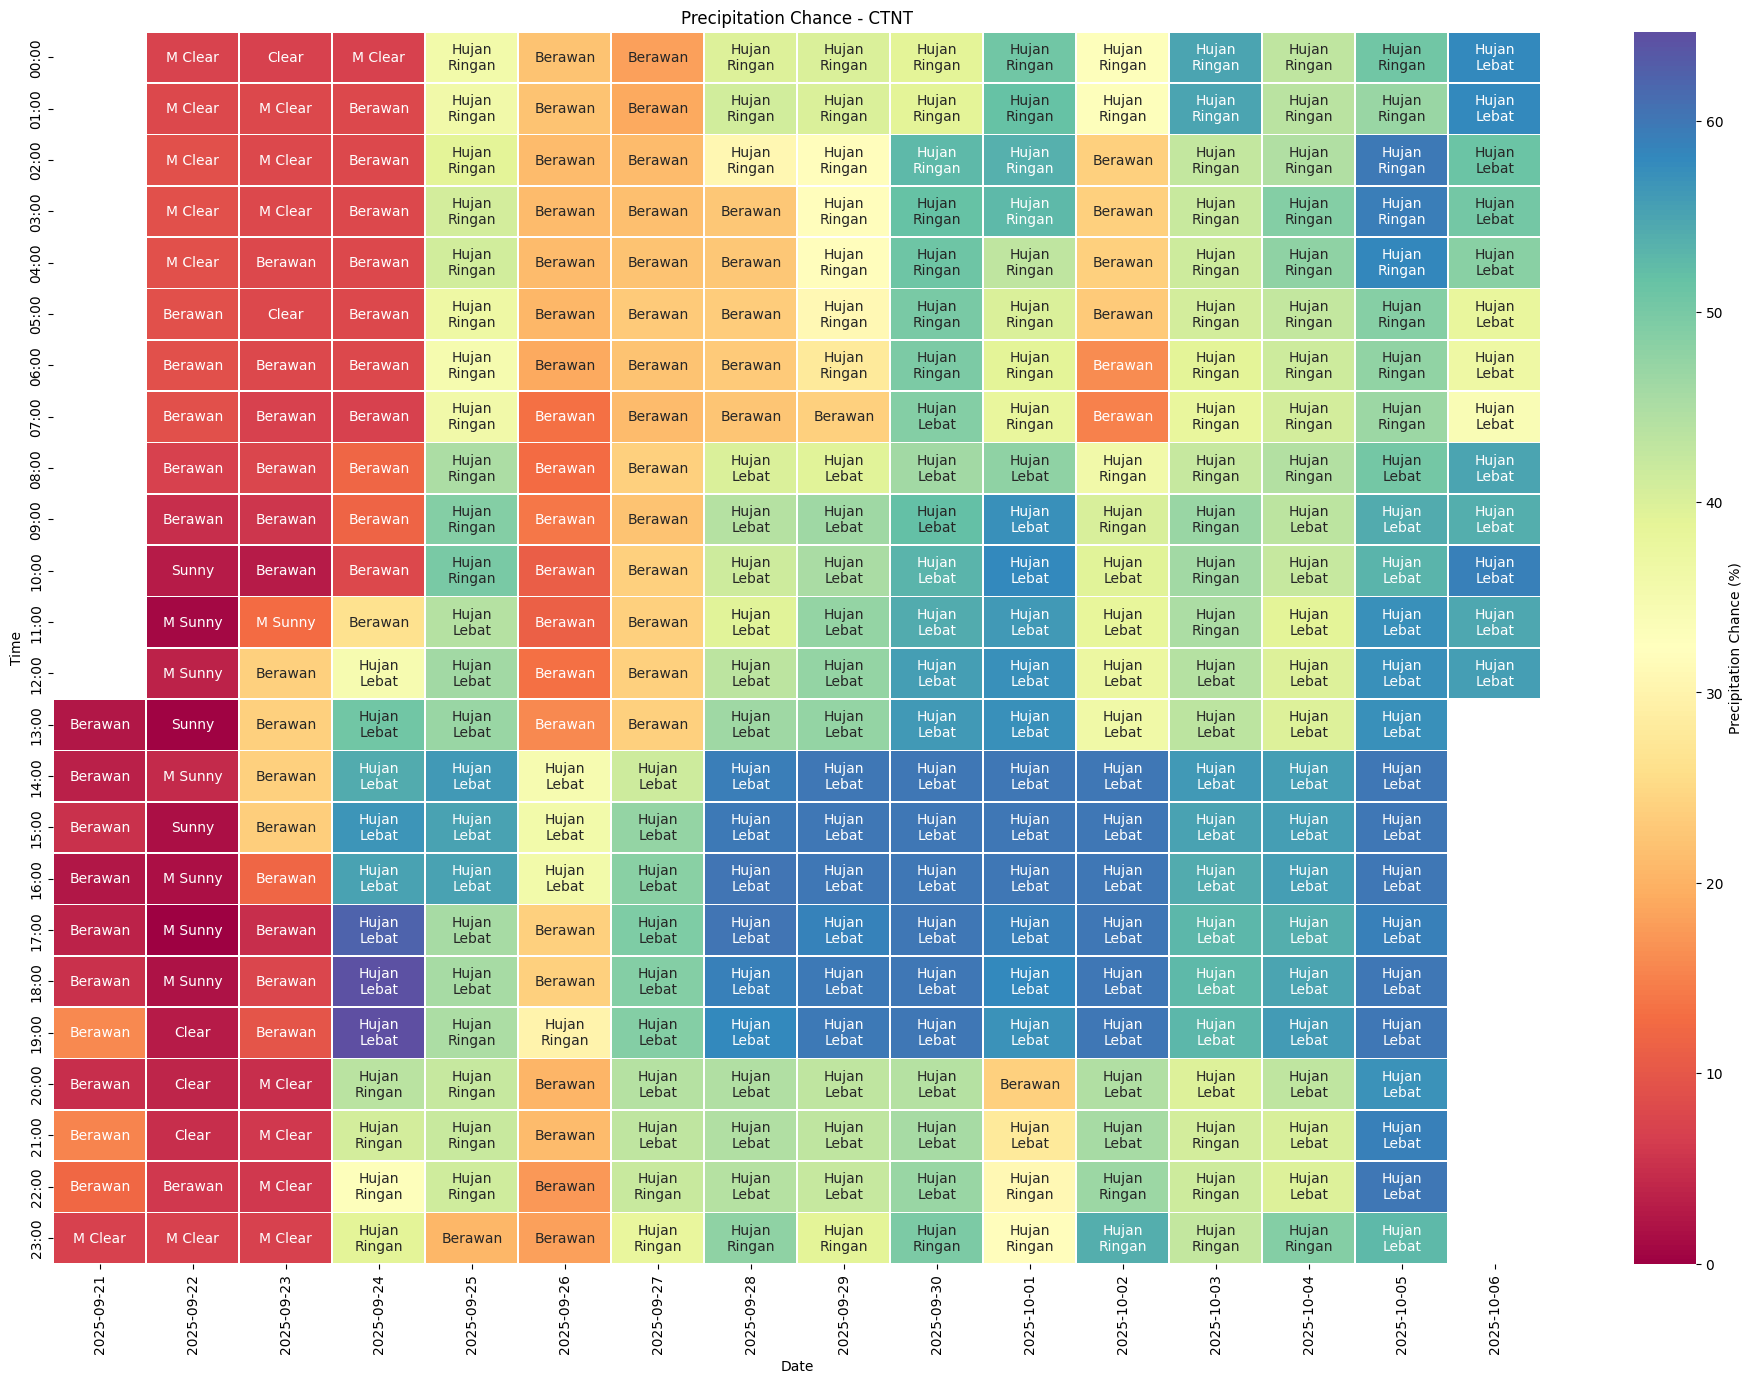 Precipitation Chance - CTNT
00:00 M Clear Clear M Clear Hujan Ringan Berawan Berawan Hujan Ringan Hujan Ringan Hujan Ringan Hujan Ringan Hujan Ringan Hujan Ringan Hujan Ringan Hujan Ringan Hujan Lebat
01:00 M Clear M Clear Berawan Hujan Ringan Berawan Berawan Hujan Ringan Hujan Ringan Hujan Ringan Hujan Ringan Hujan Ringan Hujan Ringan Hujan Ringan Hujan Ringan Hujan Lebat
02:00 M Clear M Clear Berawan Hujan Ringan Berawan Berawan Hujan Ringan Hujan Ringan Hujan Ringan Hujan Ringan Berawan Hujan Ringan Hujan Ringan Hujan Ringan Hujan Lebat
03:00 M Clear M Clear Berawan Hujan Ringan Berawan Berawan Berawan Hujan Ringan Hujan Ringan Hujan Ringan Berawan Hujan Ringan Hujan Ringan Hujan Ringan Hujan Lebat
04:00 M Clear Berawan Berawan Hujan Ringan Berawan Berawan Berawan Hujan Ringan Hujan Ringan Hujan Ringan Berawan Hujan Ringan Hujan Ringan Hujan Ringan Hujan Lebat
05:00 Berawan Clear Berawan Hujan Ringan Berawan Berawan Berawan Hujan Ringan Hujan Ringan Hujan Ringan Berawan Hujan Ringan Hujan Ringan Hujan Ringan Hujan Lebat
06:00 Berawan Berawan Berawan Hujan Ringan Berawan Berawan Berawan Hujan Ringan Hujan Ringan Hujan Ringan Berawan Hujan Ringan Hujan Ringan Hujan Ringan Hujan Lebat
07:00 Berawan Berawan Berawan Hujan Ringan Berawan Berawan Berawan Berawan Hujan Lebat Hujan Ringan Berawan Hujan Ringan Hujan Ringan Hujan Ringan Hujan Lebat
08:00 Berawan Berawan Berawan Hujan Ringan Berawan Berawan Hujan Lebat Hujan Lebat Hujan Lebat Hujan Lebat Hujan Ringan Hujan Ringan Hujan Ringan Hujan Lebat Hujan Lebat
09:00 Berawan Berawan Berawan Hujan Ringan Berawan Berawan Hujan Lebat Hujan Lebat Hujan Lebat Hujan Lebat Hujan Ringan Hujan Ringan Hujan Lebat Hujan Lebat Hujan Lebat
10:00 Sunny Berawan Berawan Hujan Ringan Berawan Berawan Hujan Lebat Hujan Lebat Hujan Lebat Hujan Lebat Hujan Lebat Hujan Ringan Hujan Lebat Hujan Lebat Hujan Lebat
11:00 M Sunny M Sunny Berawan Hujan Lebat Berawan Berawan Hujan Lebat Hujan Lebat Hujan Lebat Hujan Lebat Hujan Lebat Hujan Ringan Hujan Lebat Hujan Lebat Hujan Lebat
12:00 M Sunny Berawan Hujan Lebat Hujan Lebat Berawan Berawan Hujan Lebat Hujan Lebat Hujan Lebat Hujan Lebat Hujan Lebat Hujan Lebat Hujan Lebat Hujan Lebat Hujan Lebat
13:00 Berawan Sunny Berawan Hujan Lebat Hujan Lebat Berawan Berawan Hujan Lebat Hujan Lebat Hujan Lebat Hujan Lebat Hujan Lebat Hujan Lebat Hujan Lebat Hujan Lebat
14:00 Berawan M Sunny Berawan Hujan Lebat Hujan Lebat Hujan Lebat Hujan Lebat Hujan Lebat Hujan Lebat Hujan Lebat Hujan Lebat Hujan Lebat Hujan Lebat Hujan Lebat Hujan Lebat
15:00 Berawan Sunny Berawan Hujan Lebat Hujan Lebat Hujan Lebat Hujan Lebat Hujan Lebat Hujan Lebat Hujan Lebat Hujan Lebat Hujan Lebat Hujan Lebat Hujan Lebat Hujan Lebat
16:00 Berawan M Sunny Berawan Hujan Lebat Hujan Lebat Hujan Lebat Hujan Lebat Hujan Lebat Hujan Lebat Hujan Lebat Hujan Lebat Hujan Lebat Hujan Lebat Hujan Lebat Hujan Lebat
17:00 Berawan M Sunny Berawan Hujan Lebat Hujan Lebat Berawan Hujan Lebat Hujan Lebat Hujan Lebat Hujan Lebat Hujan Lebat Hujan Lebat Hujan Lebat Hujan Lebat Hujan Lebat
18:00 Berawan M Sunny Berawan Hujan Lebat Hujan Lebat Berawan Hujan Lebat Hujan Lebat Hujan Lebat Hujan Lebat Hujan Lebat Hujan Lebat Hujan Lebat Hujan Lebat Hujan Lebat
19:00 Berawan Clear Berawan Hujan Lebat Hujan Ringan Hujan Ringan Hujan Lebat Hujan Lebat Hujan Lebat Hujan Lebat Hujan Lebat Hujan Lebat Hujan Lebat Hujan Lebat Hujan Lebat
20:00 Berawan Clear M Clear Hujan Ringan Hujan Ringan Berawan Hujan Lebat Hujan Lebat Hujan Lebat Hujan Lebat Berawan Hujan Lebat Hujan Lebat Hujan Lebat Hujan Lebat
21:00 Berawan Clear M Clear Hujan Ringan Hujan Ringan Berawan Hujan Lebat Hujan Lebat Hujan Lebat Hujan Lebat Hujan Lebat Hujan Lebat Hujan Ringan Hujan Lebat Hujan Lebat
22:00 Berawan Berawan M Clear Hujan Ringan Hujan Ringan Berawan Hujan Ringan Hujan Lebat Hujan Lebat Hujan Lebat Hujan Ringan Hujan Ringan Hujan Ringan Hujan Lebat Hujan Lebat
23:00 M Clear M Clear M Clear Hujan Ringan Berawan Berawan Hujan Ringan Hujan Ringan Hujan Ringan Hujan Ringan Hujan Ringan Hujan Ringan Hujan Ringan Hujan Ringan Hujan Lebat
Time
2025-09-21 2025-09-22 2025-09-23 2025-09-24 2025-09-25 2025-09-26 2025-09-27 2025-09-28 2025-09-29 2025-09-30 2025-10-01 2025-10-02 2025-10-03 2025-10-04 2025-10-05 2025-10-06
Date
60
50
40
30
20
10
0
Precipitation Chance (%)